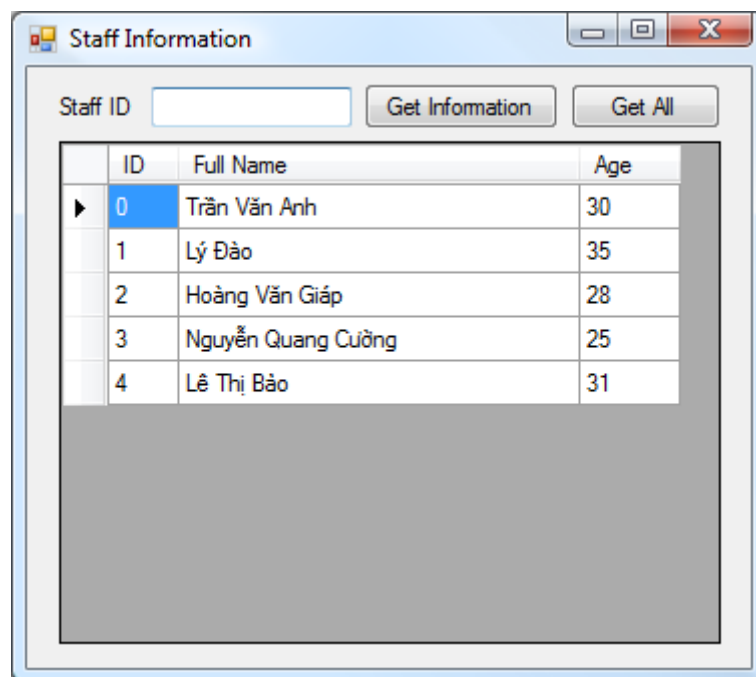 Staff Information
Staff ID Get Information Get All
ID Full Name Age
0 Trần Văn Anh 30
1 Lý Đào 35
2 Hoàng Văn Giáp 28
3 Nguyễn Quang Cường 25
4 Lê Thị Bảo 31